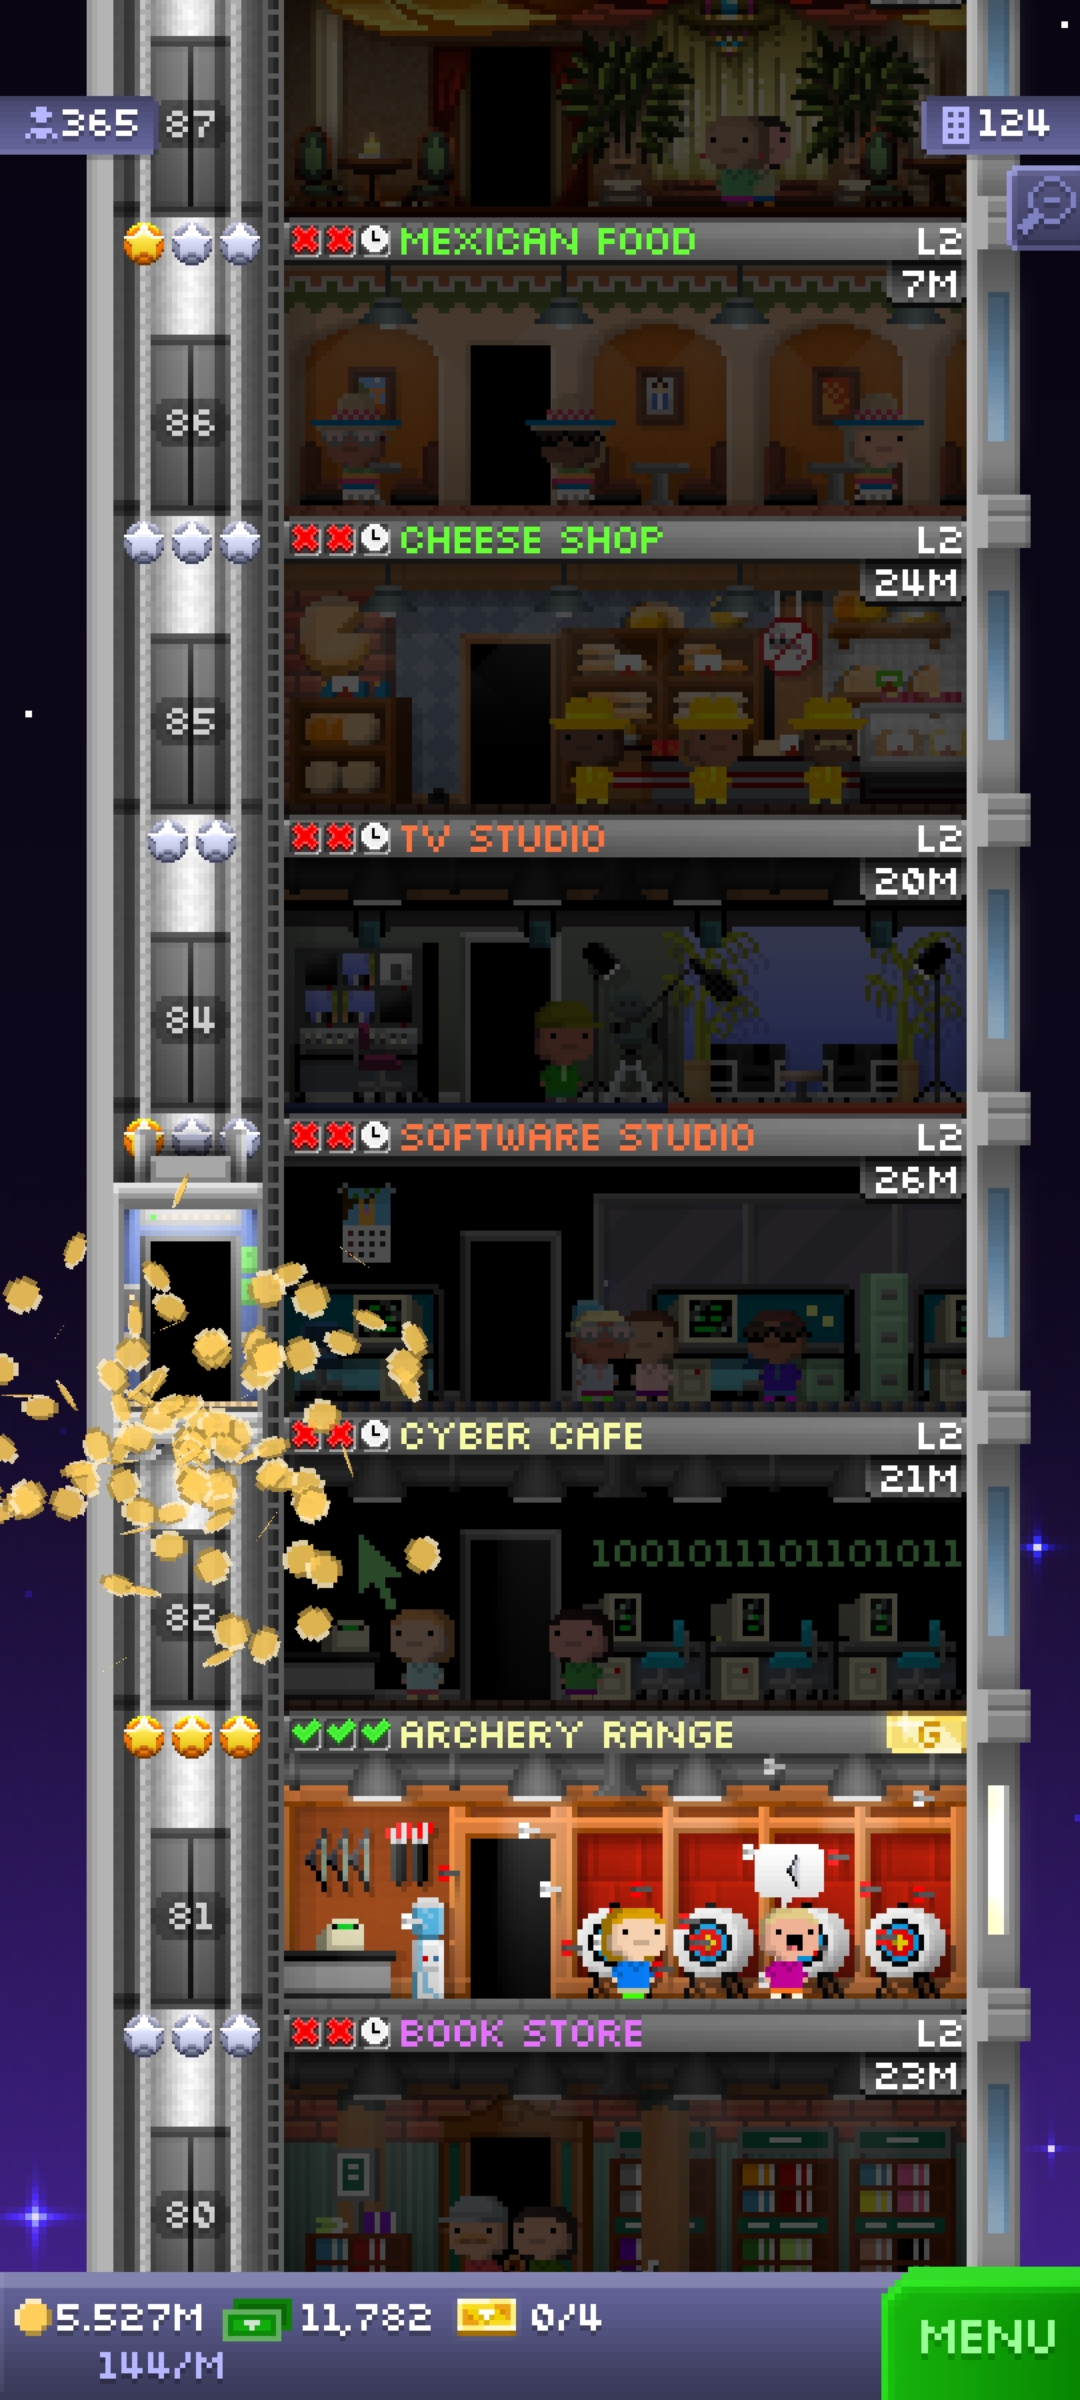 365
87
124
MEXICAN FOOD L2
7M
86
CHEESE SHOP L2
24M
85
TV STUDIO L2
20M
84
SOFTWARE STUDIO L2
26M
CYBER CAFE L2
21M
1001011101101011
82
ARCHERY RANGE G
81
BOOK STORE L2
23M
80
5.527M 11,782 0/4
144/M
MENU